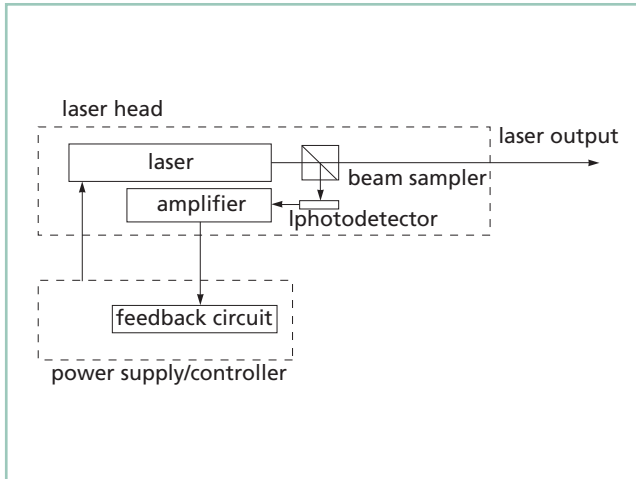 laser head
laser output
laser
beam sampler
amplifier
lphotodetector
feedback circuit
power supply/controller